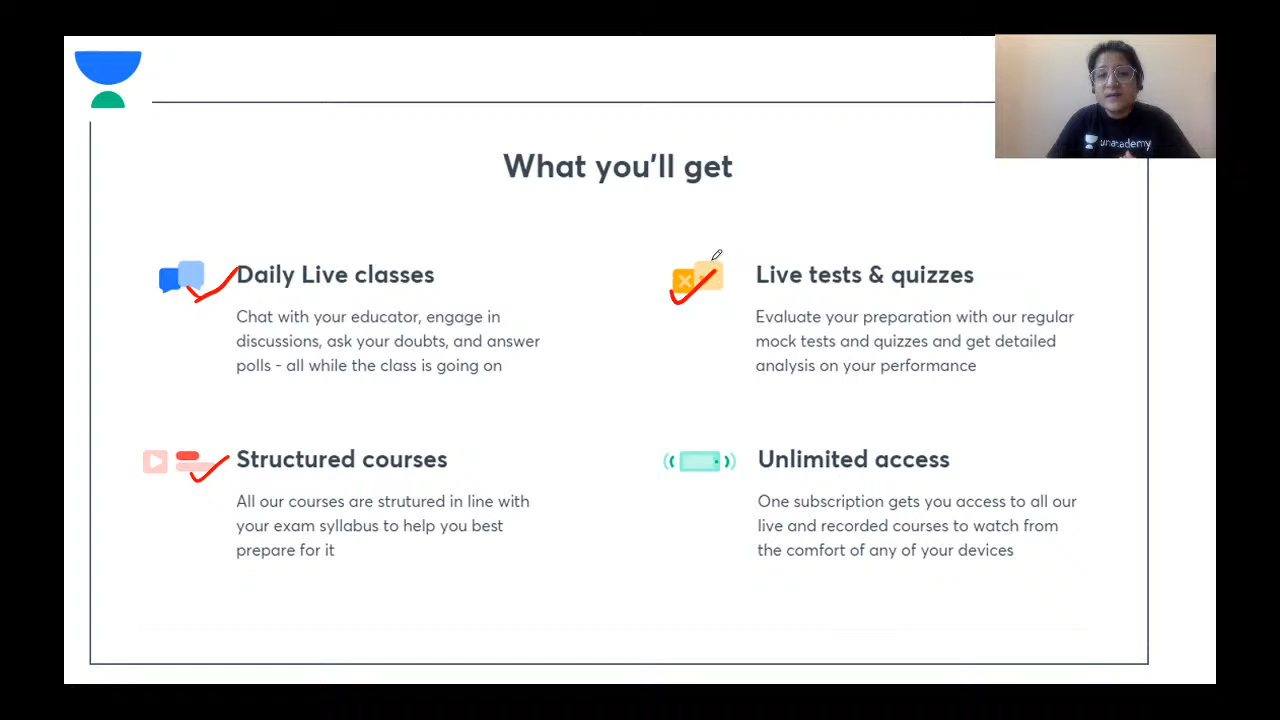 What you'll get
Daily Live classes
Chat with your educator, engage in
discussions, ask your doubts, and answer
polls - all while the class is going on
Live tests & quizzes
Evaluate your preparation with our regular
mock tests and quizzes and get detailed
analysis on your performance
Structured courses
All our courses are strutured in line with
your exam syllabus to help you best
prepare for it
Unlimited access
One subscription gets you access to all our
live and recorded courses to watch from
the comfort of any of your devices
unacademy